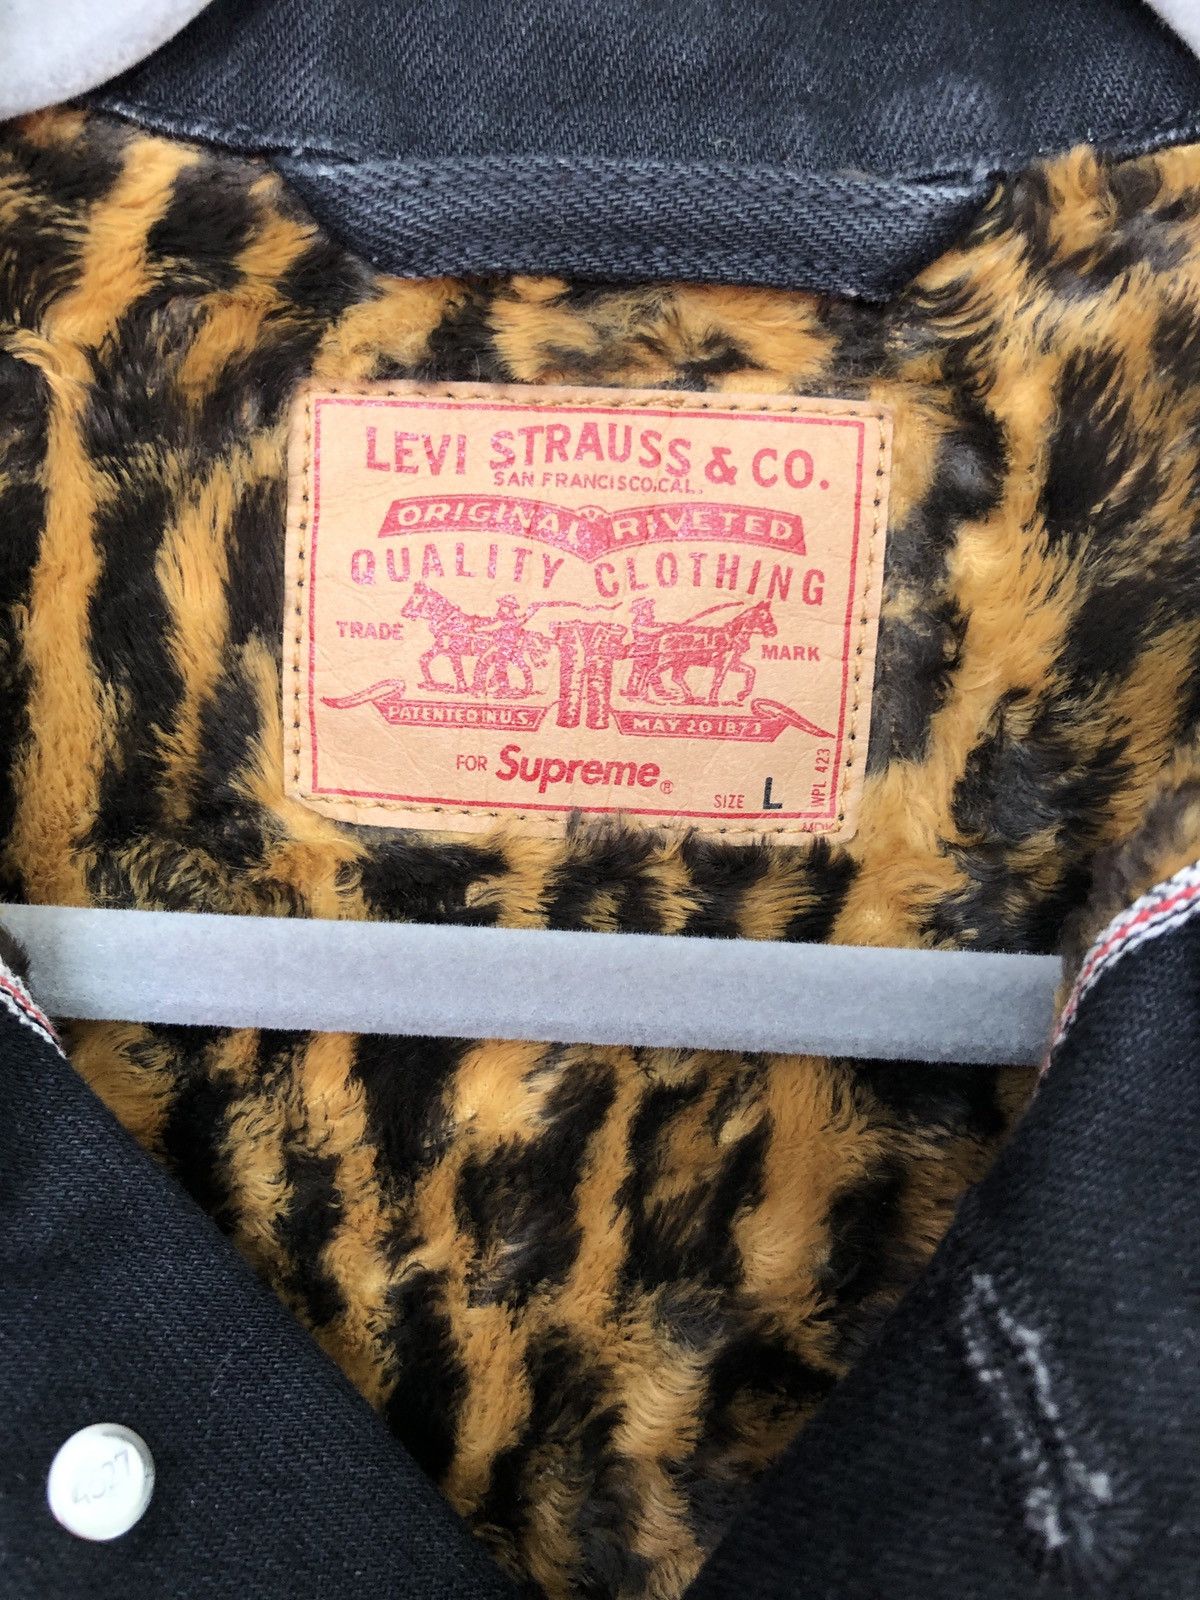 LEVI STRAUSS & CO.
SAN FRANCISCO, CAL.
ORIGINAL RIVETED
QUALITY CLOTHING
TRADE MARK
PATENTED IN U.S. MAY 20 1873
FOR Supreme®
SIZE L
WPL 423